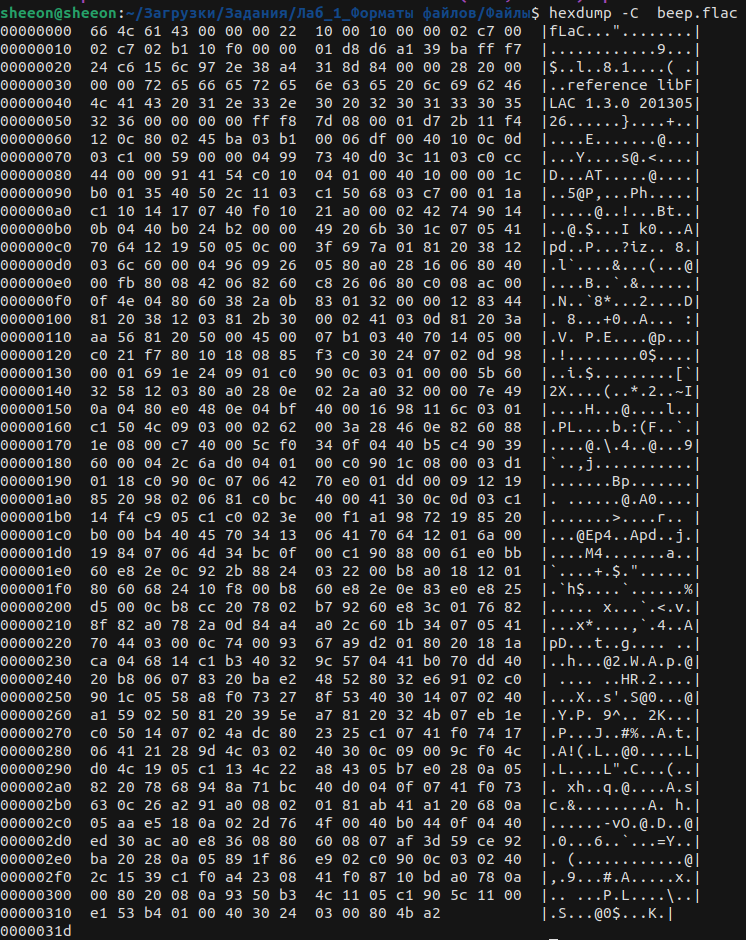 sheeon@sheeon:~/Загрузки/Задания/Лаб_1_Форматы файлов/Файлы$ hexdump -C  beep.flac
00000000  66 4c 61 43 00 00 00 22  10 00 10 00 00 02 c7 00  |fLaC..."........|
00000010  02 c7 02 b1 10 f0 00 00  01 d8 d6 a1 39 ba ff f7  |............9...|
00000020  24 c6 15 6c 97 2e 38 a4  31 8d 84 00 00 28 20 00  |$..l..8.1....( .|
00000030  00 00 72 65 66 65 72 65  6e 63 65 20 6c 69 62 46  |..reference libF|
00000040  4c 41 43 20 31 2e 33 2e  30 20 32 30 31 33 30 35  |LAC 1.3.0 201305|
00000050  32 36 00 00 00 00 ff f8  7d 08 00 01 d7 2b 11 f4  |26......}....+..|
00000060  12 0c 80 02 45 ba 03 b1  00 06 df 00 40 10 0c 0d  |....E.......@...|
00000070  03 c1 00 59 00 00 04 99  73 40 d0 3c 11 03 c0 cc  |...Y....s@.<....|
00000080  44 00 00 91 41 54 c0 10  04 01 00 40 10 00 00 1c  |D...AT.....@....|
00000090  b0 01 35 40 50 2c 11 03  c1 50 68 03 c7 00 01 1a  |..5@P,...Ph.....|
000000a0  c1 10 14 17 07 40 f0 10  21 a0 00 02 42 74 90 14  |.....@..!...Bt..|
000000b0  0b 04 40 b0 24 b2 00 00  49 20 6b 30 1c 07 05 41  |..@.$...I k0...A|
000000c0  70 64 12 19 50 05 0c 00  3f 69 7a 01 81 20 38 12  |pd..P...?iz.. 8.|
000000d0  03 6c 60 00 04 96 09 26  05 80 a0 28 16 06 80 40  |.l`....&...(...@|
000000e0  00 fb 80 08 42 06 82 60  c8 26 06 80 c0 08 ac 00  |....B..`.&......|
000000f0  0f 4e 04 80 60 38 2a 0b  83 01 32 00 00 12 83 44  |.N..`8*...2....D|
00000100  81 20 38 12 03 81 2b 30  00 02 41 03 0d 81 20 3a  |. 8...+0..A... :|
00000110  aa 56 81 20 50 00 45 00  07 b1 03 40 70 14 05 00  |.V. P.E....@p...|
00000120  c0 21 f7 80 10 18 08 85  f3 c0 30 24 07 02 0d 98  |.!........0$....|
00000130  00 01 69 1e 24 09 01 c0  90 0c 03 01 00 00 5b 60  |..i.$.........[`|
00000140  32 58 12 03 80 a0 28 0e  02 2a a0 32 00 00 7e 49  |2X....(..*.2..~I|
00000150  0a 04 80 e0 48 0e 04 bf  40 00 16 98 11 6c 03 01  |....H...@....l..|
00000160  c1 50 4c 09 03 00 02 62  00 3a 28 46 0e 82 60 88  |.PL....b.:(F..`.|
00000170  1e 08 00 c7 40 00 5c f0  34 0f 04 40 b5 c4 90 39  |....@.\.4..@...9|
00000180  60 00 04 2c 6a d0 04 01  00 c0 90 1c 08 00 03 d1  |`..,j...........|
00000190  01 18 c0 90 0c 07 06 42  70 e0 01 dd 00 09 12 19  |.......Bp.......|
000001a0  85 20 98 02 06 81 c0 bc  40 00 41 30 0c 0d 03 c1  |. ......@.A0....|
000001b0  14 f4 c9 05 c1 c0 02 3e  00 f1 a1 98 72 19 85 20  |.......>....r.. |
000001c0  b0 00 b4 40 45 70 34 13  06 41 70 64 12 01 6a 00  |...@Ep4..Apd..j.|
000001d0  19 84 07 06 4d 34 bc 0f  00 c1 90 88 00 61 e0 bb  |....M4.......a..|
000001e0  60 e8 2e 0c 92 2b 88 24  03 22 00 b8 a0 18 12 01  |`....+.$."......|
000001f0  80 60 68 24 10 f8 00 b8  60 e8 2e 0e 83 e0 e8 25  |.`h$....`......%|
00000200  d5 00 0c b8 cc 20 78 02  b7 92 60 e8 3c 01 76 82  |..... x...`.<.v.|
00000210  8f 82 a0 78 2a 0d 84 a4  a0 2c 60 1b 34 07 05 41  |...x*....,`.4..A|
00000220  70 44 03 00 0c 74 00 93  67 a9 d2 01 80 20 18 1a  |pD...t..g.... ..|
00000230  ca 04 68 14 c1 b3 40 32  9c 57 04 41 b0 70 dd 40  |..h...@2.W.A.p.@|
00000240  20 b8 06 07 83 20 ba e2  48 52 80 32 e6 91 02 c0  | .... ..HR.2....|
00000250  90 1c 05 58 a8 f0 73 27  8f 53 40 30 14 07 02 40  |...X..s'.S@0...@|
00000260  a1 59 02 50 81 20 39 5e  a7 81 20 32 4b 07 eb 1e  |.Y.P. 9^.. 2K...|
00000270  c0 50 14 07 02 4a dc 80  23 25 c1 07 41 f0 74 17  |.P...J..#%..A.t.|
00000280  06 41 21 28 9d 4c 03 02  40 30 0c 00 9c f0 4c  |.A!(.L..@0.....L|
00000290  d0 4c 19 05 c1 13 4c 22  a8 43 05 b7 e0 28 0a 05  |.L....L".C...(..|
000002a0  82 20 78 68 94 8a 71 bc  40 d0 04 0f 07 41 f0 73  |. xh..q.@....A.s|
000002b0  63 0c 26 a2 91 a0 08 02  01 81 ab 41 a1 20 68 0a  |c.&........A. h.|
000002c0  05 aa e5 18 0a 02 2d 76  4f 00 40 b0 44 0f 04 40  |......-vO.@.D..@|
000002d0  ed 30 ac a0 e8 36 08 80  60 08 07 af 3d 59 ce 92  |.0...6..`...=Y..|
000002e0  ba 20 28 0a 05 89 1f 86  e9 02 c0 90 0c 03 02 40  |. (............@|
000002f0  2c 15 39 c1 f0 a4 23 08  41 f0 87 10 bd a0 78 0a  |,.9...#.A.....x.|
00000300  00 80 20 08 0a 93 50 b3  4c 11 05 c1 90 5c 11 00  |.. ...P.L....\..|
00000310  e1 53 b4 01 00 40 30 24  03 00 80 4b a2  |.S...@0$...K.|
0000031d